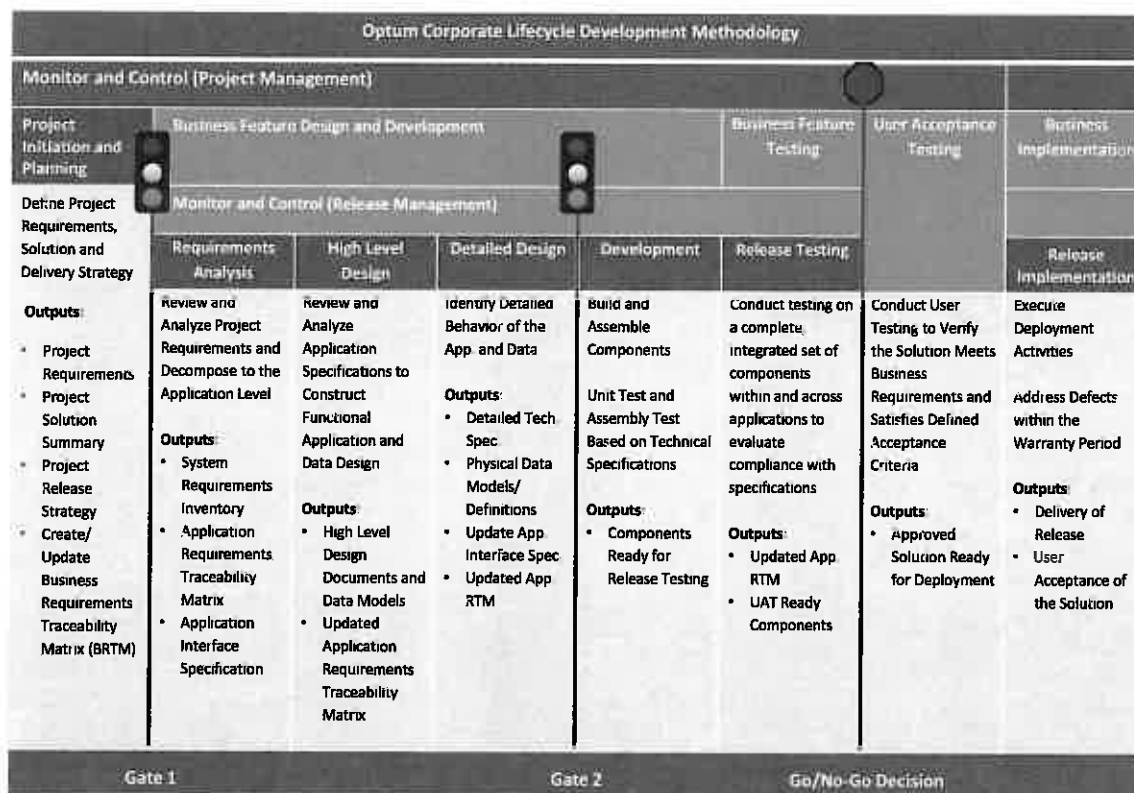 Optum Corporate Lifecycle Development Methodology
Monitor and Control (Project Management)
Project
Initiation and
Planning
Business Feature Design and Development
Business Feature
Testing
User Acceptance
Testing
Business
Implementation
Monitor and Control (Release Management)
Define Project
Requirements,
Solution and
Delivery Strategy
Outputs:
• Project
Requirements
• Project
Solution
Summary
• Project
Release
Strategy
• Create/
Update
Business
Requirements
Traceability
Matrix (BRTM)
Requirements
Analysis
Review and
Analyze Project
Requirements and
Decompose to the
Application Level
Outputs:
• System
Requirements
Inventory
• Application
Requirements
Traceability
Matrix
• Application
Interface
Specification
High Level
Design
Review and
Analyze
Application
Specifications to
Construct
Functional
Application and
Data Design
Outputs:
• High Level
Design
Documents and
Data Models
• Updated
Application
Requirements
Traceability
Matrix
Detailed Design
Identify Detailed
Behavior of the
App. and Data
Outputs:
• Detailed Tech
Spec
• Physical Data
Models/
Definitions
• Update App
Interface Spec
• Updated App
RTM
Development
Build and
Assemble
Components
Unit Test and
Assembly Test
Based on Technical
Specifications
Outputs:
• Components
Ready for
Release Testing
Release Testing
Conduct testing on
a complete,
integrated set of
components
within and across
applications to
evaluate
compliance with
specifications
Outputs:
• Updated App
RTM
• UAT Ready
Components
Conduct User
Testing to Verify
the Solution Meets
Business
Requirements and
Satisfies Defined
Acceptance
Criteria
Outputs:
• Approved
Solution Ready
for Deployment
Release
Implementation
Execute
Deployment
Activities
Address Defects
within the
Warranty Period
Outputs:
• Delivery of
Release
• User
Acceptance of
the Solution
Gate 1
Gate 2
Go/No-Go Decision